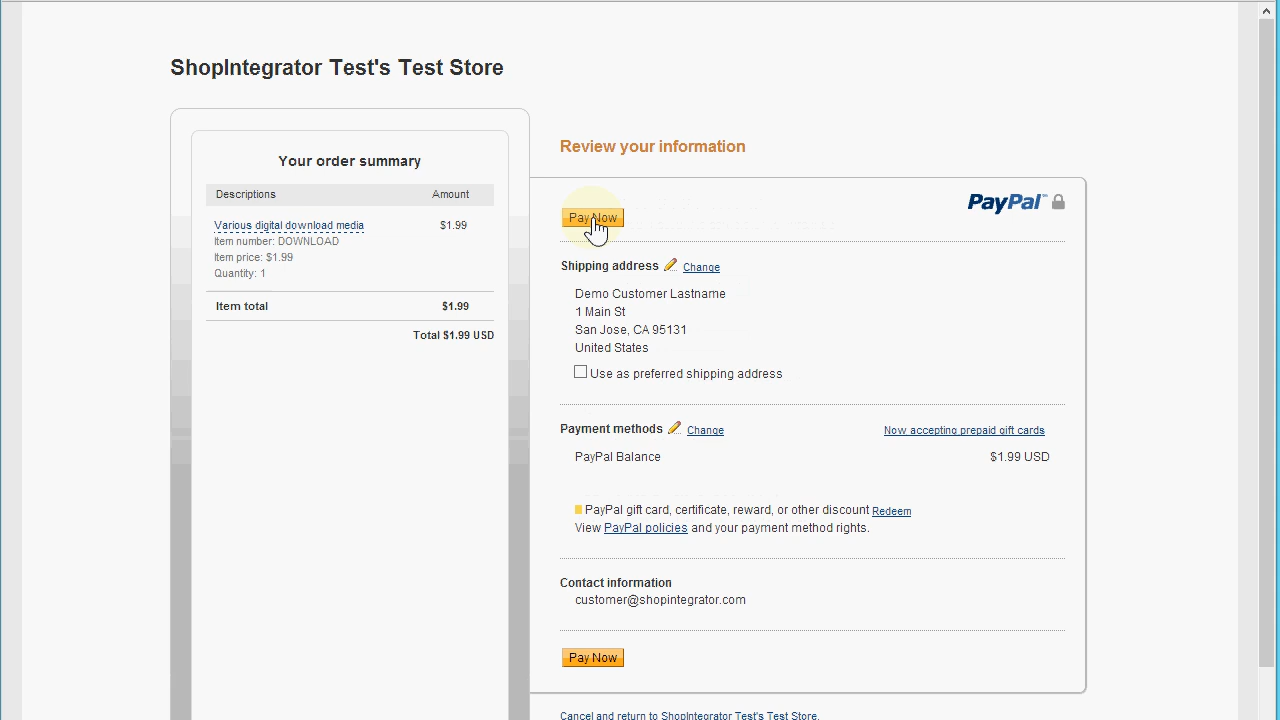 ShopIntegrator Test's Test Store
Your order summary
Descriptions Amount
Various digital download media $1.99
Item number: DOWNLOAD
Item price: $1.99
Quantity: 1
Item total $1.99
Total $1.99 USD
Review your information
Pay Now
PayPal™
Shipping address Change
Demo Customer Lastname
1 Main St
San Jose, CA 95131
United States
Use as preferred shipping address
Payment methods Change Now accepting prepaid gift cards
PayPal Balance $1.99 USD
PayPal gift card, certificate, reward, or other discount Redeem
View PayPal policies and your payment method rights.
Contact information
customer@shopintegrator.com
Pay Now
Cancel and return to ShopIntegrator Test's Test Store.